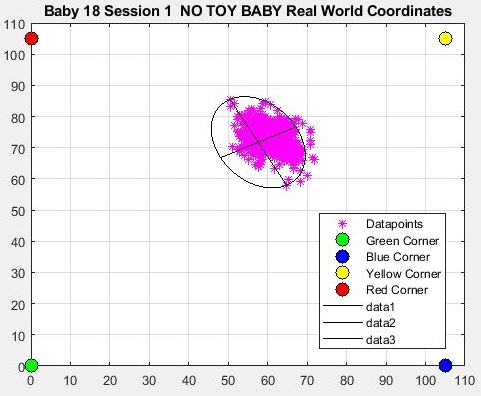 Baby 18 Session 1  NO TOY BABY Real World Coordinates
110
100
90
80
70
60
50
40
30
20
10
0
Datapoints
Green Corner
Blue Corner
Yellow Corner
Red Corner
data1
data2
data3
0 10 20 30 40 50 60 70 80 90 100 110